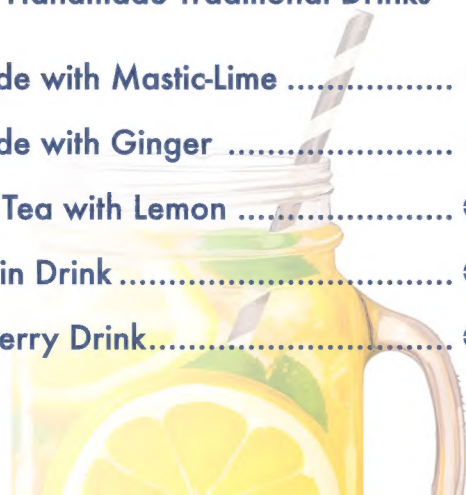 Handmade Traditional Drinks
de with Mastic-Lime ..................
de with Ginger ........................
Tea with Lemon .......................
in Drink ...................................
erry Drink................................